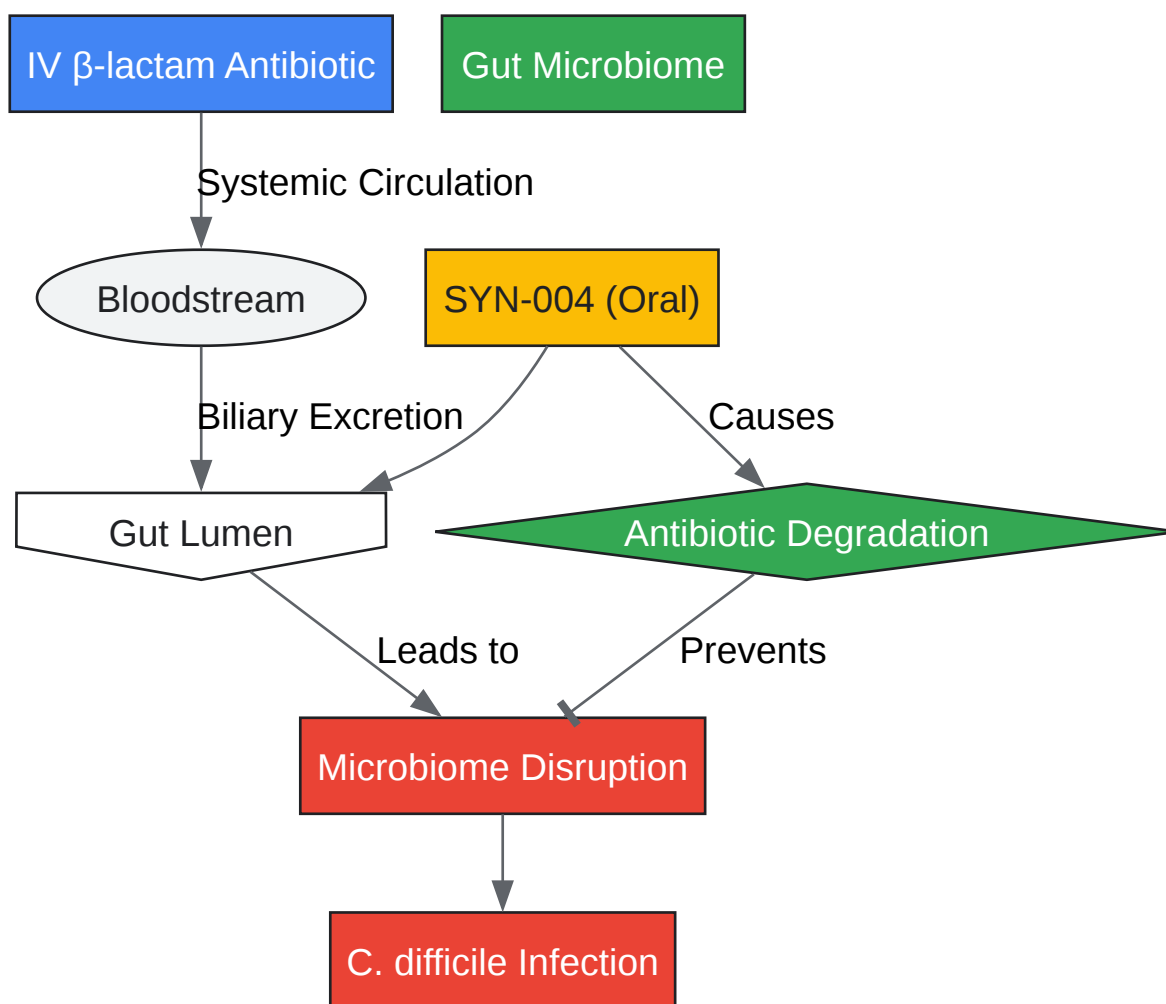 IV β-lactam Antibiotic
Gut Microbiome
Systemic Circulation
Bloodstream
SYN-004 (Oral)
Biliary Excretion
Causes
Gut Lumen
Antibiotic Degradation
Leads to
Prevents
Microbiome Disruption
C. difficile Infection